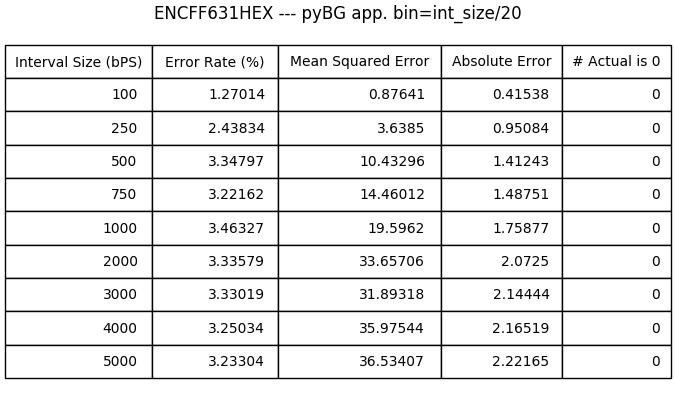 ENCFF631HEX --- pyBG app. bin=int_size/20
Interval Size (bPS) Error Rate (%) Mean Squared Error Absolute Error # Actual is 0
100 1.27014 0.87641 0.41538 0
250 2.43834 3.6385 0.95084 0
500 3.34797 10.43296 1.41243 0
750 3.22162 14.46012 1.48751 0
1000 3.46327 19.5962 1.75877 0
2000 3.33579 33.65706 2.0725 0
3000 3.33019 31.89318 2.14444 0
4000 3.25034 35.97544 2.16519 0
5000 3.23304 36.53407 2.22165 0